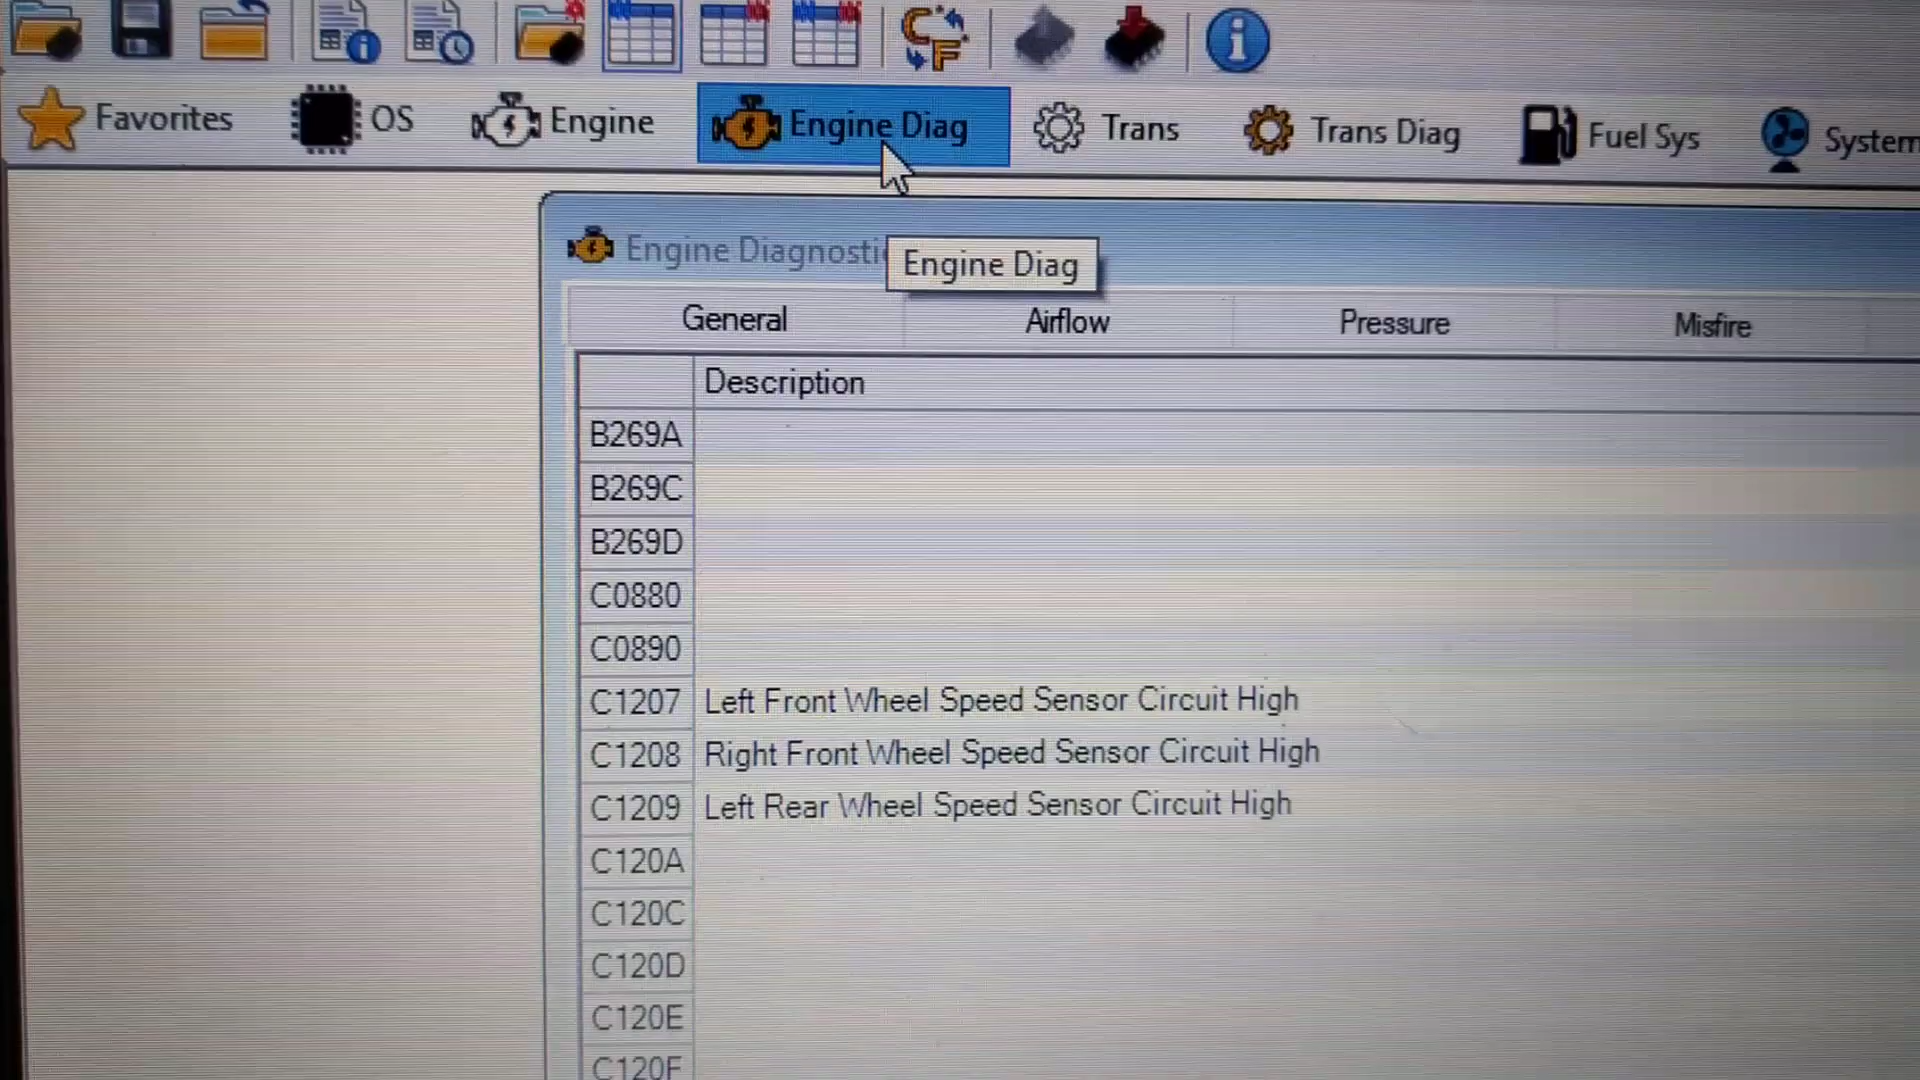 Favorites OS Engine Engine Diag Trans Trans Diag Fuel Sys System
Engine Diagnosti
Engine Diag
General Airflow Pressure Misfire
Description
B269A
B269C
B269D
C0880
C0890
C1207 Left Front Wheel Speed Sensor Circuit High
C1208 Right Front Wheel Speed Sensor Circuit High
C1209 Left Rear Wheel Speed Sensor Circuit High
C120A
C120C
C120D
C120E
C120F